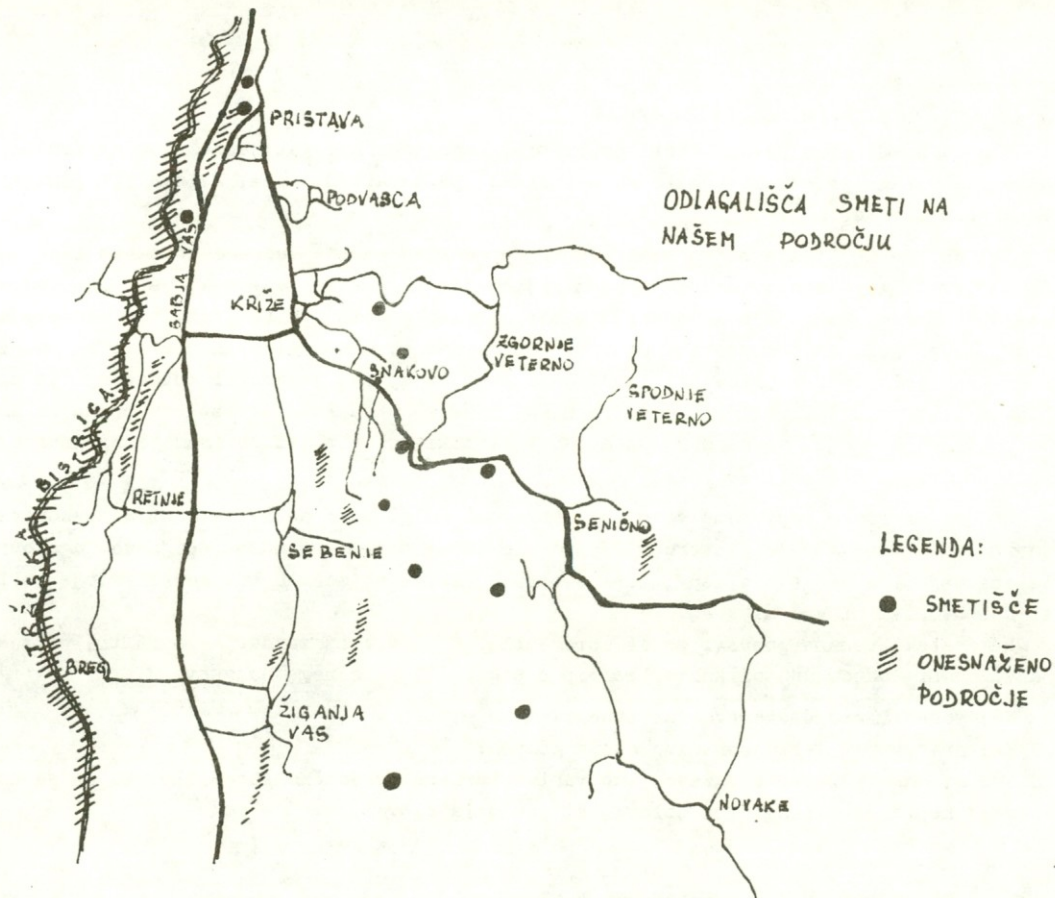 ODLAGALIŠČA SMETI NA
NAŠEM PODROČJU
PRISTAVA
PODVASCA
BABJA VAS
KRIŽE
SNAKOVO
ZGORNJE
VETERNO
SPODNJE
VETERNO
TRŽIŠKA BISTRICA
RETNJE
SEBENJE
SENIČNO
BREG
ŽIGANJA
VAS
NOVAKE
LEGENDA:
SMETIŠČE
ONESNAŽENO
PODROČJE